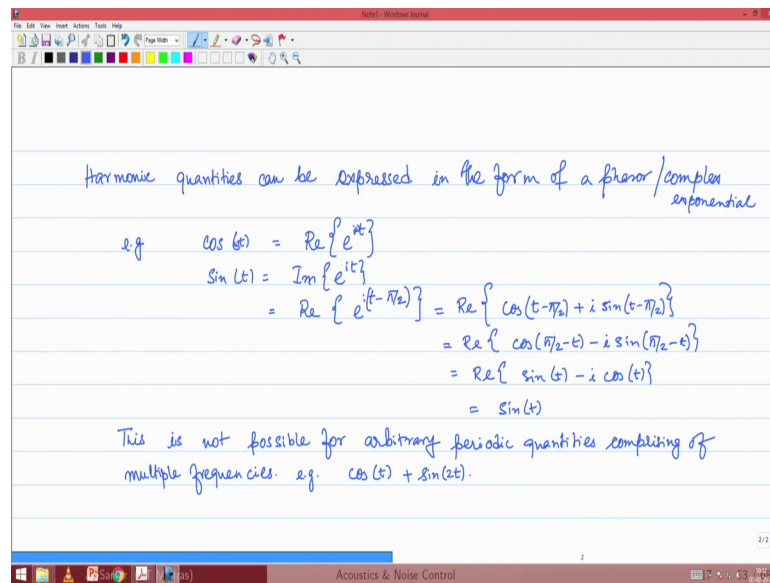 Note1 - Windows Journal
File Edit View Insert Actions Tools Help
Page Width
B I
Harmonic quantities can be expressed in the form of a phasor/complex
exponential
e.g cos (t) = Re{e^{it}}
Sin (t) = Im{e^{it}}
= Re { e^{i(t-π/2)} } = Re { cos(t-π/2) + i sin(t-π/2)}
= Re{ cos(π/2-t) - i sin(π/2-t)}
= Re{ sin (t) - i cos(t)}
= Sin(t)
This is not possible for arbitrary periodic quantities comprising of
multiple frequencies. e.g. cos (t) + Sin(2t).
2/2
2
Acoustics & Noise Control